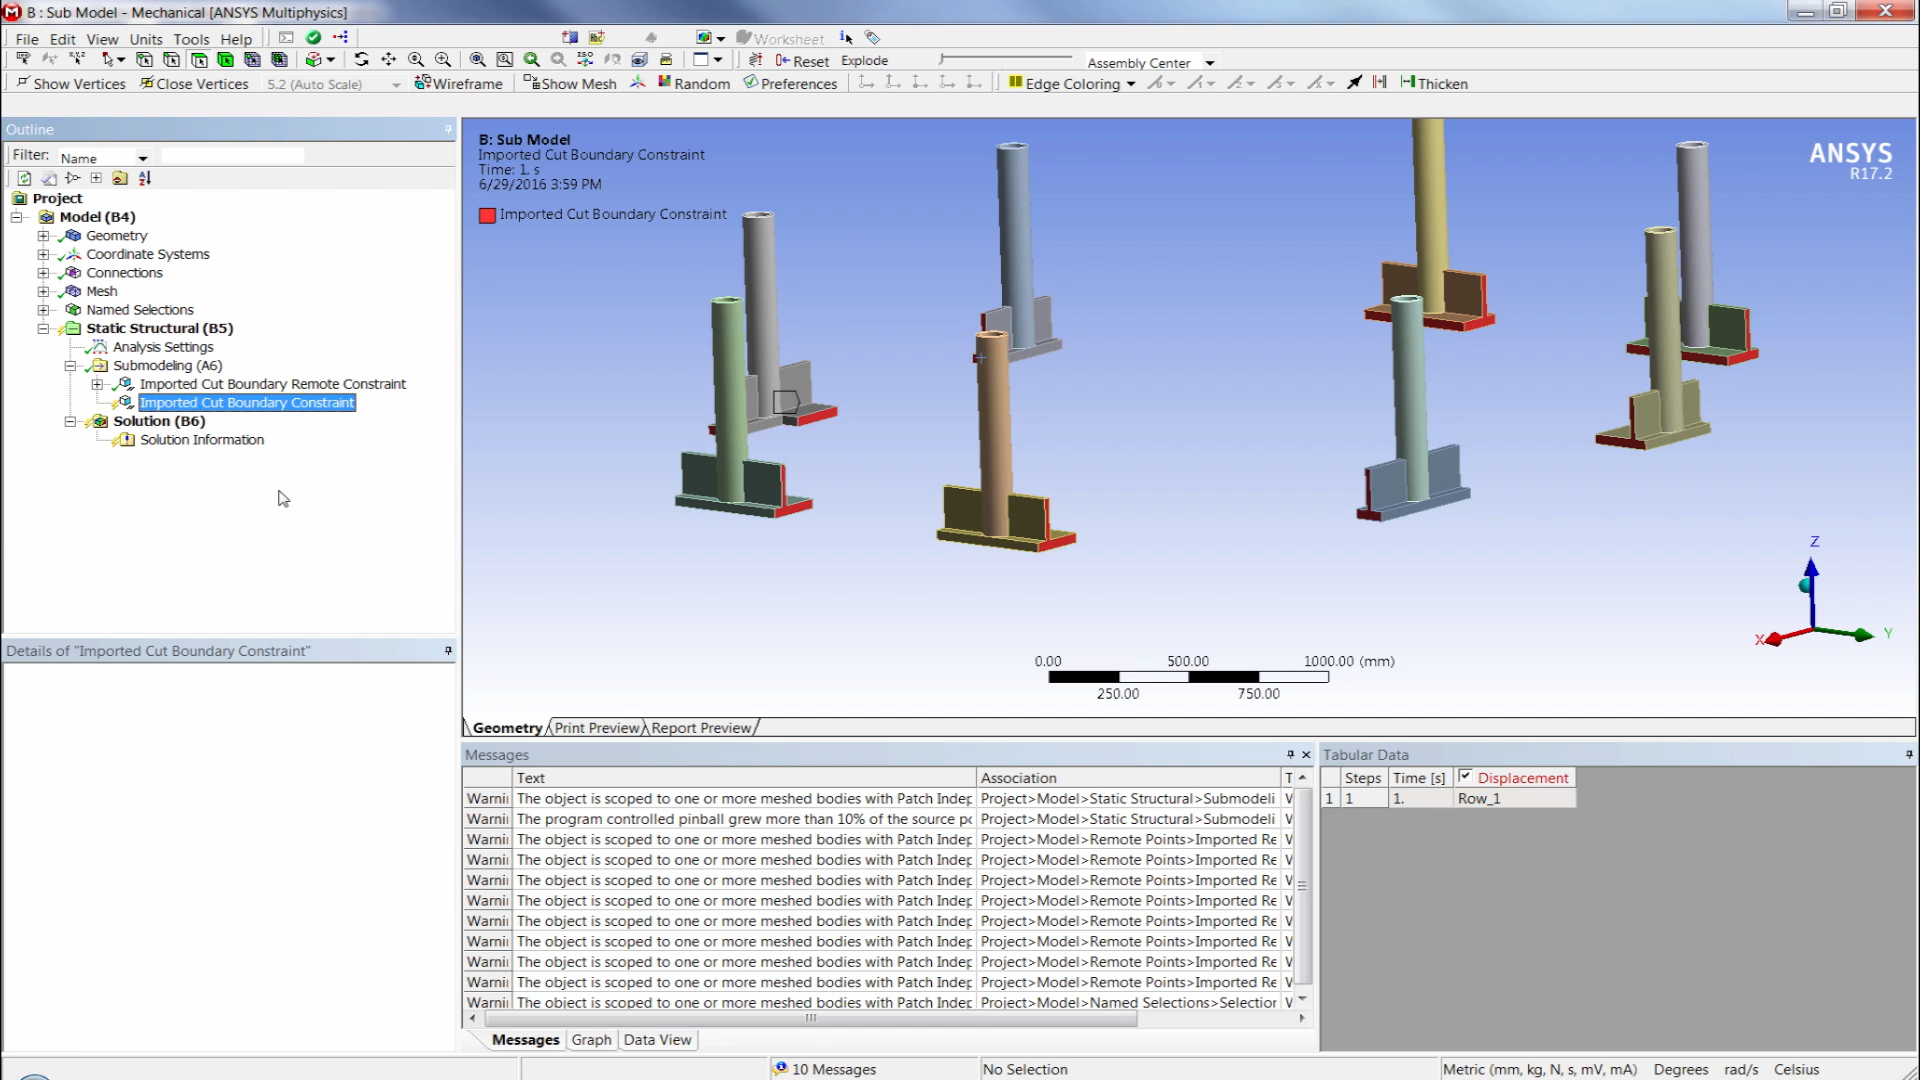 B : Sub Model - Mechanical [ANSYS Multiphysics]
File Edit View Units Tools Help Worksheet
Reset Explode Assembly Center
Show Vertices Close Vertices 5.2 (Auto Scale) Wireframe Show Mesh Random Preferences Edge Coloring Thicken
Outline
Filter: Name
Project
Model (B4)
Geometry
Coordinate Systems
Connections
Mesh
Named Selections
Static Structural (B5)
Analysis Settings
Submodeling (A6)
Imported Cut Boundary Remote Constraint
Imported Cut Boundary Constraint
Solution (B6)
Solution Information
Details of "Imported Cut Boundary Constraint"
B: Sub Model
Imported Cut Boundary Constraint
Time: 1. s
6/29/2016 3:59 PM
Imported Cut Boundary Constraint
ANSYS
R17.2
Z
X
Y
0.00 500.00 1000.00 (mm)
250.00 750.00
Geometry Print Preview Report Preview
Messages
Text Association T
Warni The object is scoped to one or more meshed bodies with Patch Indep Project>Model>Static Structural>Submodeli W
Warni The program controlled pinball grew more than 10% of the source po Project>Model>Static Structural>Submodeli W
Warni The object is scoped to one or more meshed bodies with Patch Indep Project>Model>Remote Points>Imported Re W
Warni The object is scoped to one or more meshed bodies with Patch Indep Project>Model>Remote Points>Imported Re W
Warni The object is scoped to one or more meshed bodies with Patch Indep Project>Model>Remote Points>Imported Re W
Warni The object is scoped to one or more meshed bodies with Patch Indep Project>Model>Remote Points>Imported Re W
Warni The object is scoped to one or more meshed bodies with Patch Indep Project>Model>Remote Points>Imported Re W
Warni The object is scoped to one or more meshed bodies with Patch Indep Project>Model>Remote Points>Imported Re W
Warni The object is scoped to one or more meshed bodies with Patch Indep Project>Model>Remote Points>Imported Re W
Warni The object is scoped to one or more meshed bodies with Patch Indep Project>Model>Remote Points>Imported Re W
Warni The object is scoped to one or more meshed bodies with Patch Indep Project>Model>Named Selections>Selection W
Messages Graph Data View
Tabular Data
Steps Time [s] Displacement
1 1 1. Row_1
10 Messages No Selection Metric (mm, kg, N, s, mV, mA) Degrees rad/s Celsius